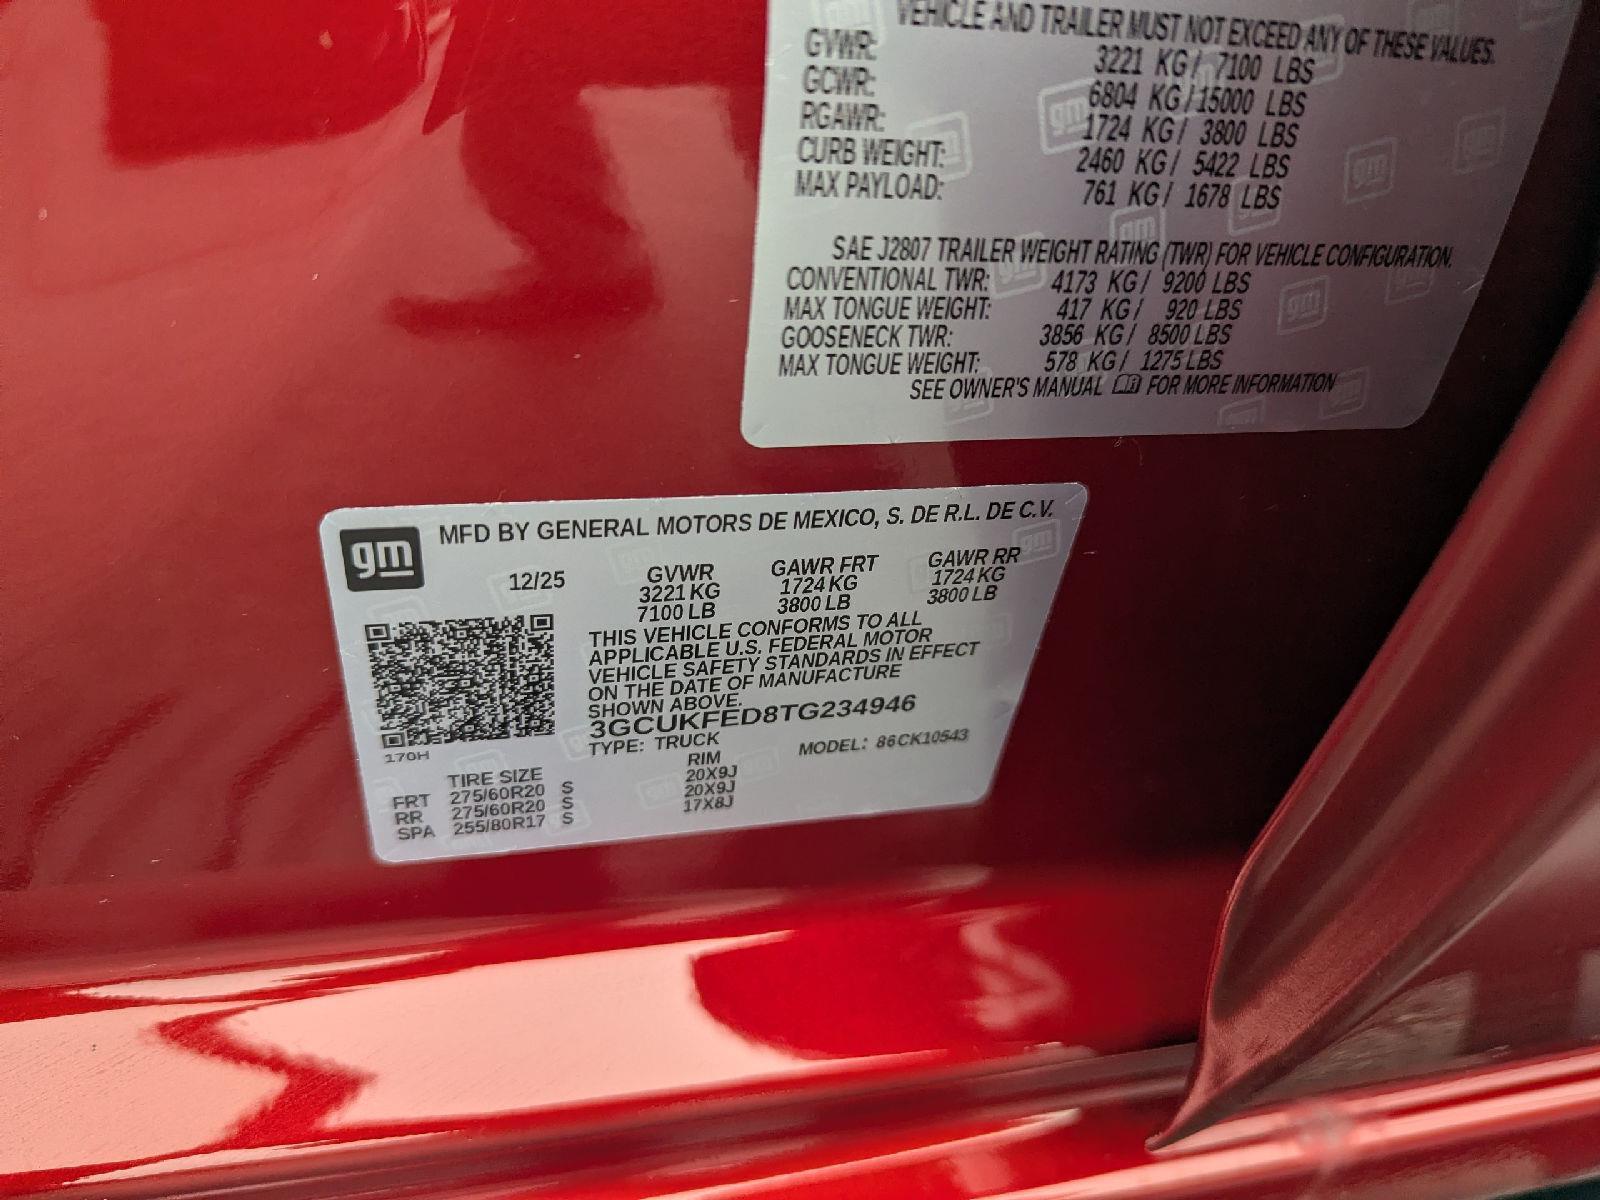 VEHICLE AND TRAILER MUST NOT EXCEED ANY OF THESE VALUES.
GVWR: 3221 KG / 7100 LBS
GCWR: 6804 KG / 15000 LBS
RGAWR: 1724 KG / 3800 LBS
CURB WEIGHT: 2460 KG / 5422 LBS
MAX PAYLOAD: 761 KG / 1678 LBS
SAE J2807 TRAILER WEIGHT RATING (TWR) FOR VEHICLE CONFIGURATION.
CONVENTIONAL TWR: 4173 KG / 9200 LBS
MAX TONGUE WEIGHT: 417 KG / 920 LBS
GOOSENECK TWR: 3856 KG / 8500 LBS
MAX TONGUE WEIGHT: 578 KG / 1275 LBS
SEE OWNER'S MANUAL FOR MORE INFORMATION
gm MFD BY GENERAL MOTORS DE MEXICO, S. DE R.L. DE C.V.
12/25 GVWR GAWR FRT GAWR RR
3221 KG 1724 KG 1724 KG
7100 LB 3800 LB 3800 LB
THIS VEHICLE CONFORMS TO ALL
APPLICABLE U.S. FEDERAL MOTOR
VEHICLE SAFETY STANDARDS IN EFFECT
ON THE DATE OF MANUFACTURE
SHOWN ABOVE.
3GCUKFED8TG234946
TYPE: TRUCK MODEL: 86CK10543
170H
TIRE SIZE RIM
FRT 275/60R20 S 20X9J
RR 275/60R20 S 20X9J
SPA 255/80R17 S 17X8J